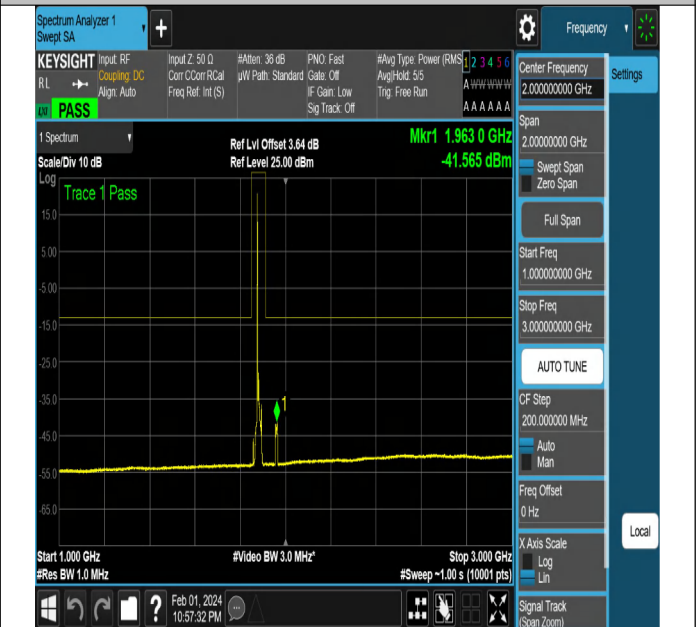 Spectrum Analyzer 1
Swept SA
+
Frequency
KEYSIGHT
RL
Input: RF
Coupling: DC
Align: Auto
Input Z: 50 Ω
Corr CCorr RCal
Freq Ref: Int (S)
#Atten: 36 dB
µW Path: Standard
PNO: Fast
Gate: Off
IF Gain: Low
Sig Track: Off
#Avg Type: Power (RMS
Avg|Hold: 5/5
Trig: Free Run
1 2 3 4 5 6
A W W W W W
A A A A A A
PASS
1 Spectrum
Scale/Div 10 dB
Ref Lvl Offset 3.64 dB
Ref Level 25.00 dBm
Mkr1 1.963 0 GHz
-41.565 dBm
Log
Trace 1 Pass
15.0
5.00
-5.00
-15.0
-25.0
-35.0
-45.0
-55.0
-65.0
1
Start 1.000 GHz
#Res BW 1.0 MHz
#Video BW 3.0 MHz*
Stop 3.000 GHz
#Sweep ~1.00 s (10001 pts)
?
Feb 01, 2024
10:57:32 PM
Center Frequency
2.000000000 GHz
Span
2.00000000 GHz
Swept Span
Zero Span
Full Span
Start Freq
1.000000000 GHz
Stop Freq
3.000000000 GHz
AUTO TUNE
CF Step
200.000000 MHz
Auto
Man
Freq Offset
0 Hz
X Axis Scale
Log
Lin
Signal Track
(Span Zoom)
Settings
Local